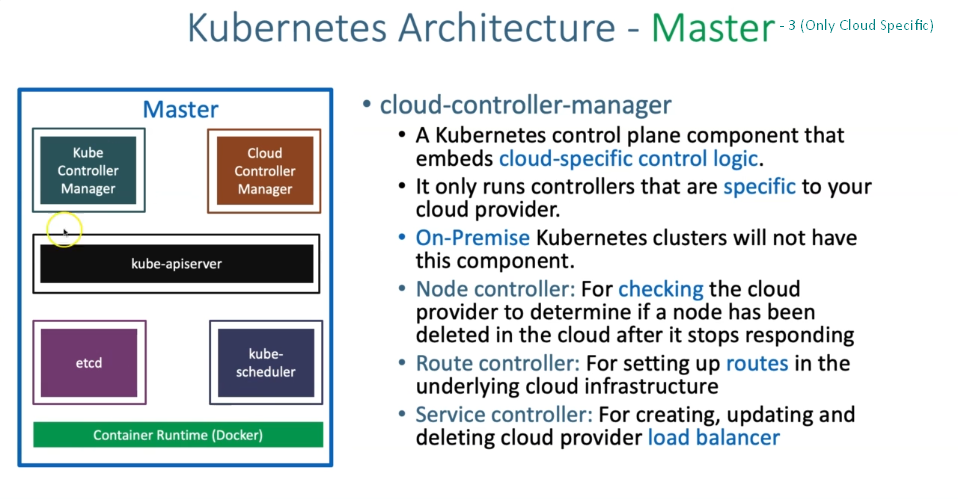 Kubernetes Architecture - Master - 3 (Only Cloud Specific)
Master
Kube
Controller
Manager
Cloud
Controller
Manager
kube-apiserver
etcd
kube-
scheduler
Container Runtime (Docker)
• cloud-controller-manager
• A Kubernetes control plane component that
embeds cloud-specific control logic.
• It only runs controllers that are specific to your
cloud provider.
• On-Premise Kubernetes clusters will not have
this component.
• Node controller: For checking the cloud
provider to determine if a node has been
deleted in the cloud after it stops responding
• Route controller: For setting up routes in the
underlying cloud infrastructure
• Service controller: For creating, updating and
deleting cloud provider load balancer